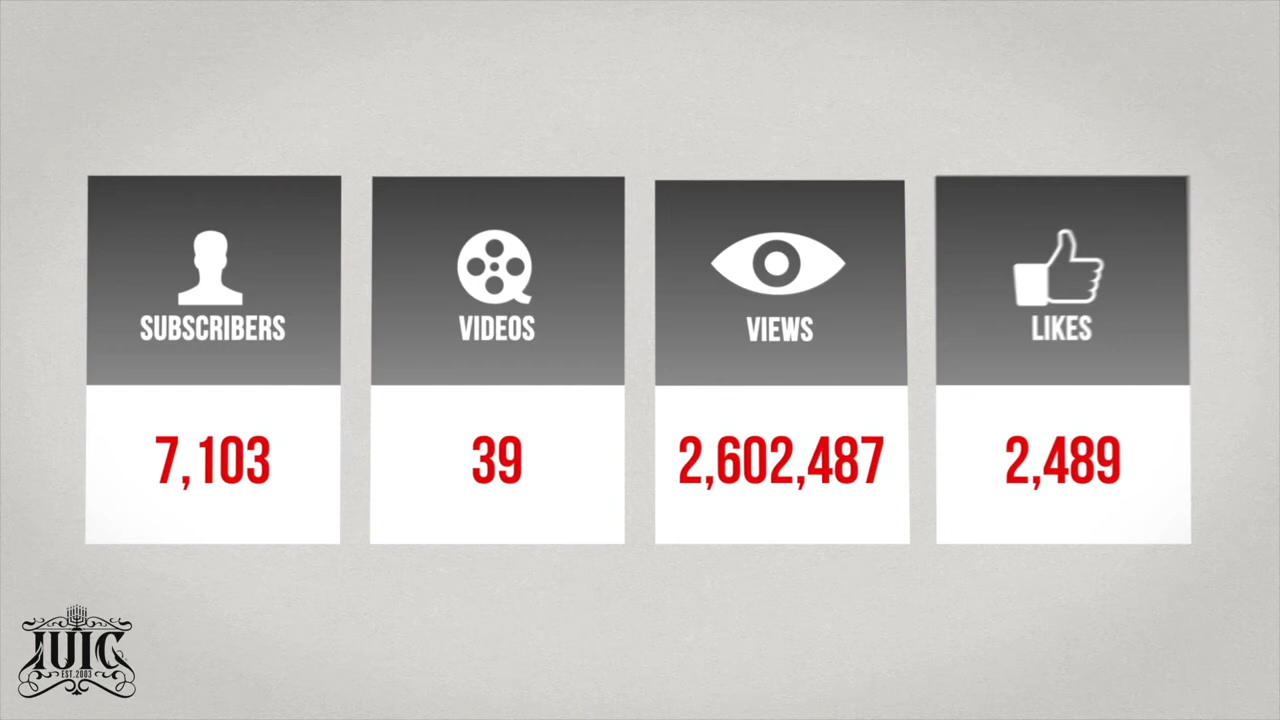 SUBSCRIBERS
VIDEOS
VIEWS
LIKES
7,103
39
2,602,487
2,489
IUIC
EST. 2003